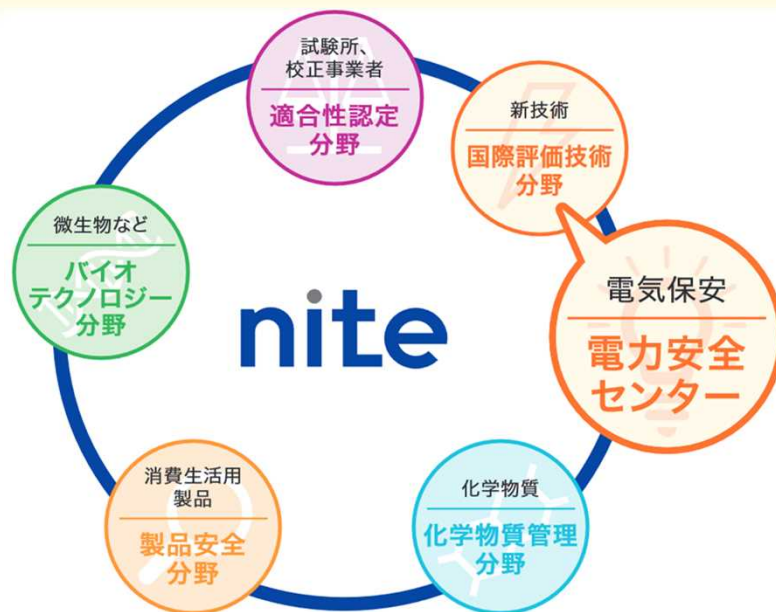 試験所、
校正事業者
適合性認定
分野
新技術
国際評価技術
分野
電気保安
電力安全
センター
微生物など
バイオ
テクノロジー
分野
nite
消費生活用
製品
製品安全
分野
化学物質
化学物質管理
分野